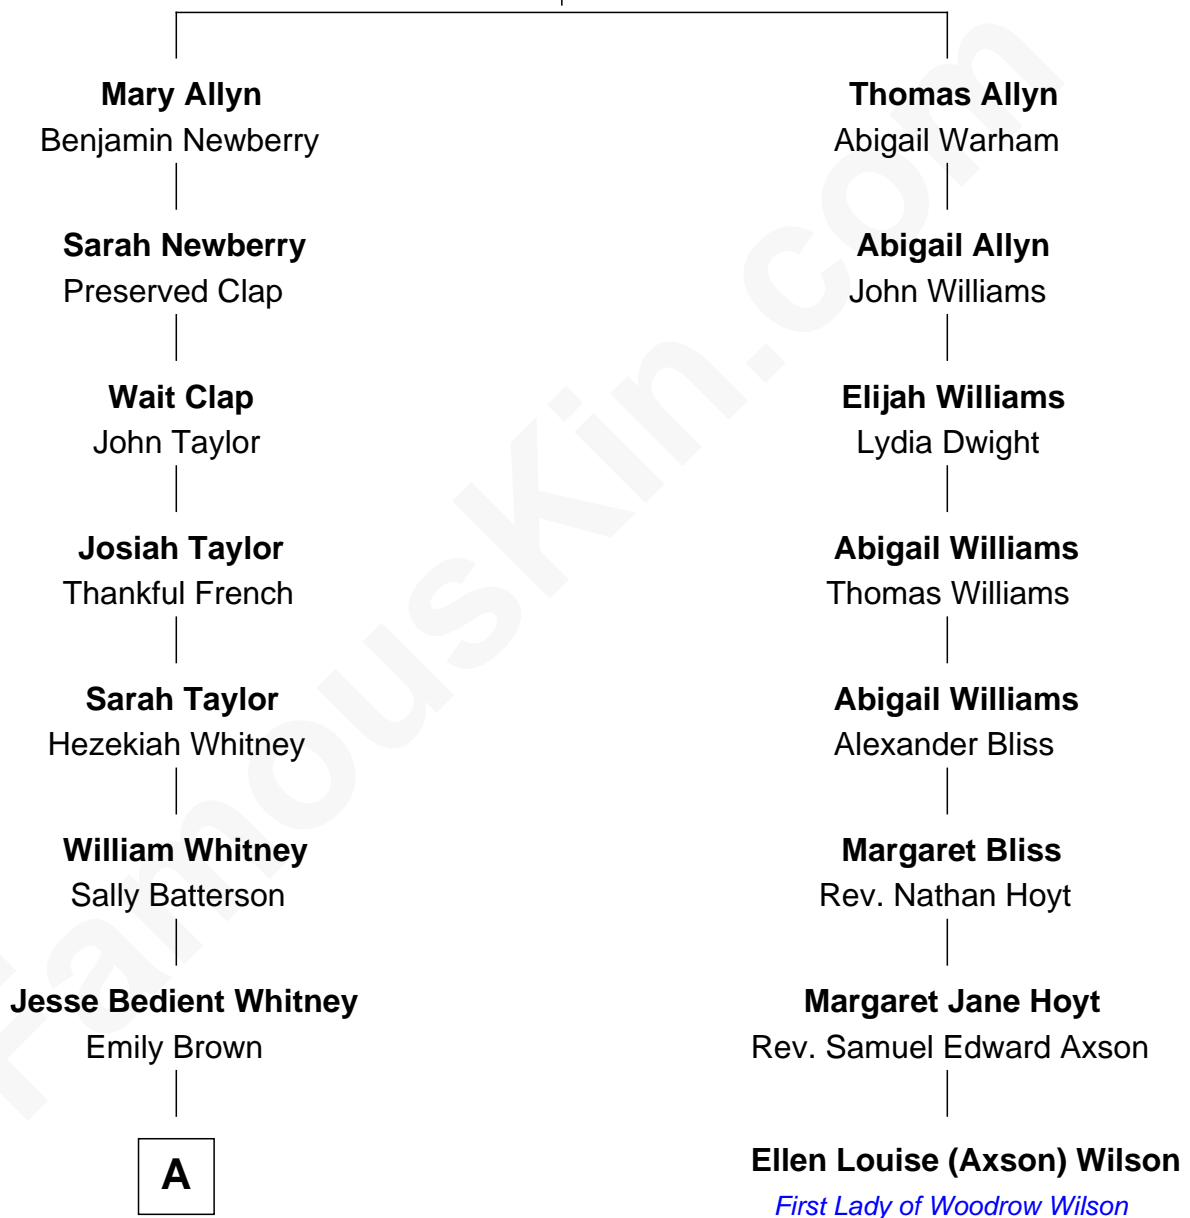 Mary Allyn
Benjamin Newberry
Thomas Allyn
Abigail Warham
Sarah Newberry
Preserved Clap
Abigail Allyn
John Williams
Wait Clap
John Taylor
Elijah Williams
Lydia Dwight
Josiah Taylor
Thankful French
Abigail Williams
Thomas Williams
Sarah Taylor
Hezekiah Whitney
Abigail Williams
Alexander Bliss
William Whitney
Sally Batterson
Margaret Bliss
Rev. Nathan Hoyt
Jesse Bedient Whitney
Emily Brown
Margaret Jane Hoyt
Rev. Samuel Edward Axson
A
Ellen Louise (Axson) Wilson
First Lady of Woodrow Wilson
FamousKin.com